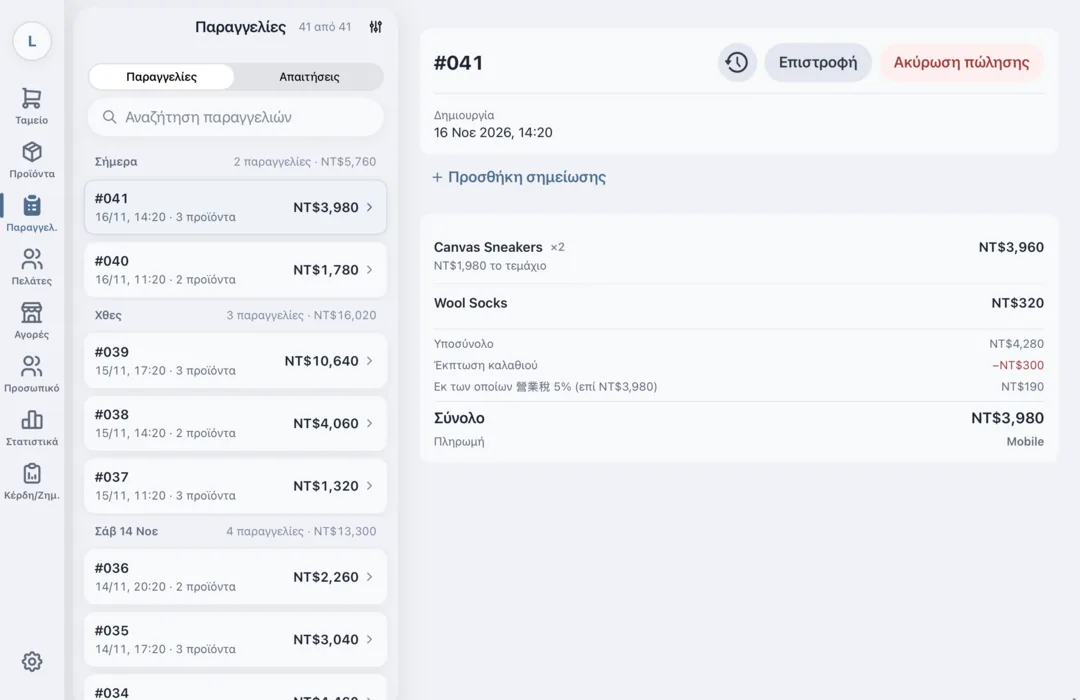 L
Ταμείο
Προϊόντα
Παραγγελ.
Πελάτες
Αγορές
Προσωπικό
Στατιστικά
Κέρδη/Ζημ.
Παραγγελίες 41 από 41
Παραγγελίες Απαιτήσεις
Αναζήτηση παραγγελιών
Σήμερα 2 παραγγελίες · NT$5,760
#041
16/11, 14:20 · 3 προϊόντα NT$3,980
#040
16/11, 11:20 · 2 προϊόντα NT$1,780
Χθες 3 παραγγελίες · NT$16,020
#039
15/11, 17:20 · 3 προϊόντα NT$10,640
#038
15/11, 14:20 · 2 προϊόντα NT$4,060
#037
15/11, 11:20 · 3 προϊόντα NT$1,320
Σάβ 14 Νοε 4 παραγγελίες · NT$13,300
#036
14/11, 20:20 · 2 προϊόντα NT$2,260
#035
14/11, 17:20 · 3 προϊόντα NT$3,040
#034
#041 Επιστροφή Ακύρωση πώλησης
Δημιουργία
16 Νοε 2026, 14:20
+ Προσθήκη σημείωσης
Canvas Sneakers ×2 NT$3,960
NT$1,980 το τεμάχιο
Wool Socks NT$320
Υποσύνολο NT$4,280
Έκπτωση καλαθιού −NT$300
Εκ των οποίων 營業稅 5% (επί NT$3,980) NT$190
Σύνολο NT$3,980
Πληρωμή Mobile